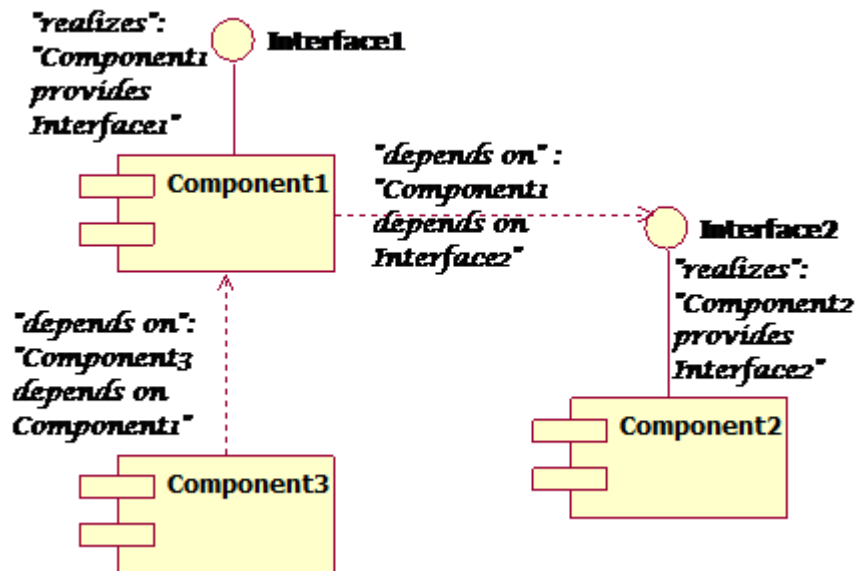 "realizes":
"Component1
provides
Interface1"
Interface1
Component1
"depends on" :
"Component1
depends on
Interface2"
Interface2
"realizes":
"Component2
provides
Interface2"
Component2
"depends on":
"Component3
depends on
Component1"
Component3